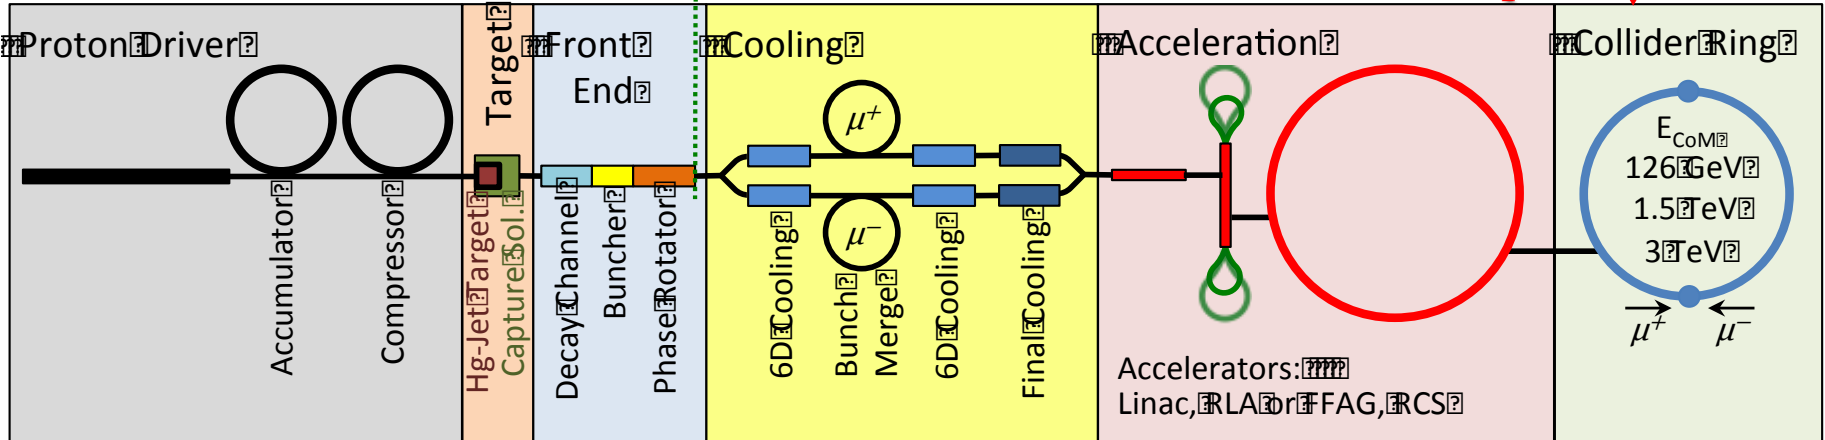 Proton Driver
Target
Front
End
Cooling
Acceleration
Collider Ring
Accumulator
Compressor
Hg-Jet Target
Capture Sol.
Decay Channel
Buncher
Phase Rotator
μ+
μ−
6D Cooling
Bunch
Merge
6D Cooling
Final Cooling
Accelerators:
Linac, RLA or FFAG, RCS
ECoM
126 GeV
1.5 TeV
3 TeV
μ+ μ−